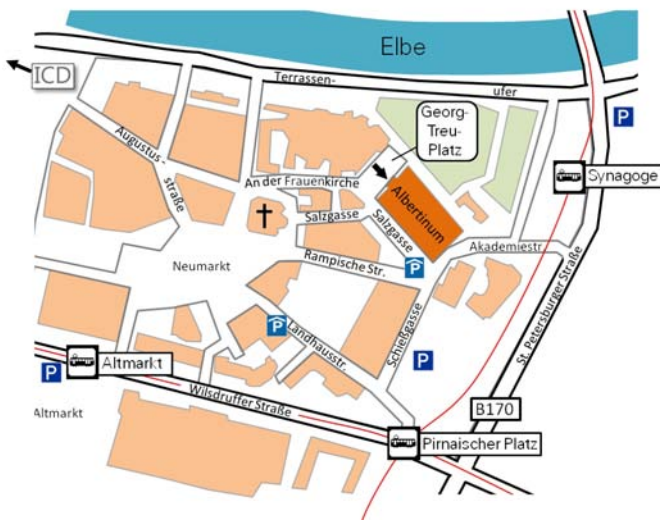 Elbe
ICD
Terrassen-
ufer
Georg-
Treu-
Platz
P
Augustus-
straße
An der Frauenkirche
Albertinum
Synagoge
Salzgasse
Salzgasse
Akademiestr.
Neumarkt
Rampische Str.
P
St. Petersburger Straße
P
Landhausstr.
Schießgasse
P
P
Altmarkt
Wilsdruffer Straße
B170
Altmarkt
Pirnaischer Platz